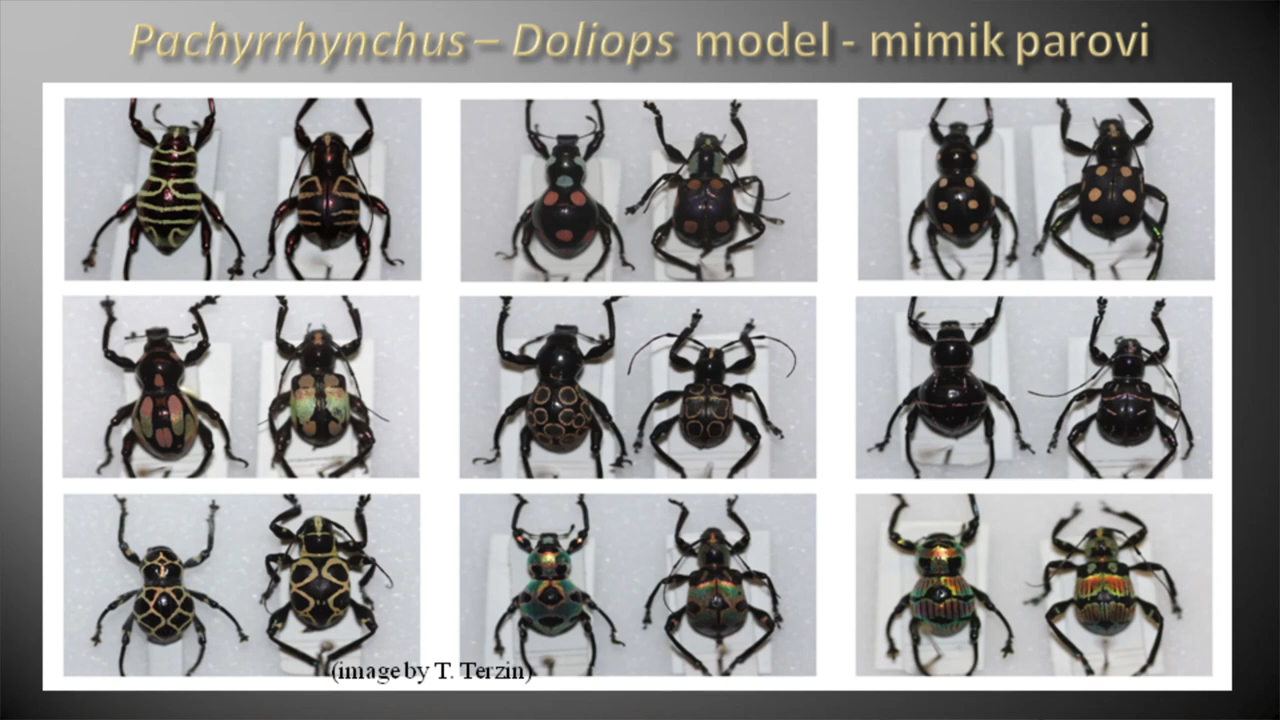 Pachyrrhynchus – Doliops model - mimik parovi
(image by T. Terzin)